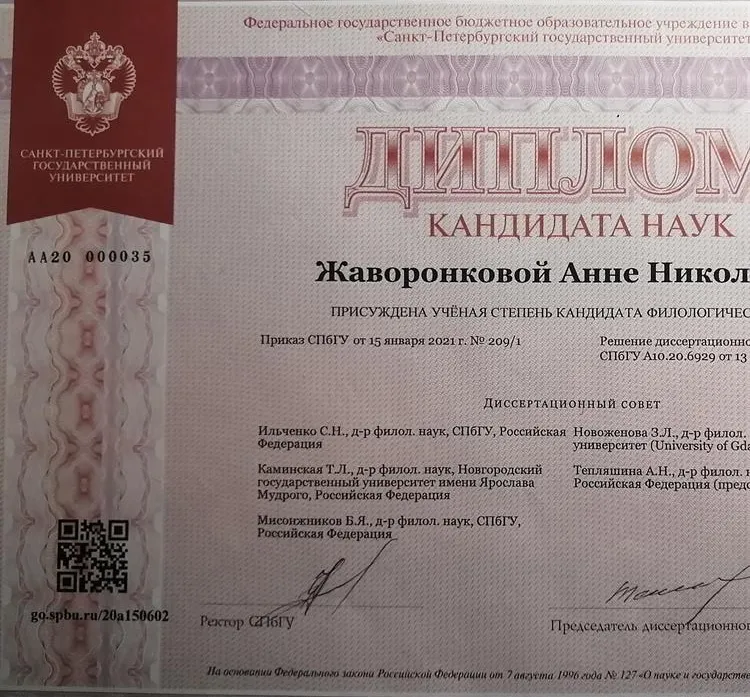 Федеральное государственное бюджетное образовательное учреждение в
«Санкт-Петербургский государственный университет
САНКТ-ПЕТЕРБУРГСКИЙ
ГОСУДАРСТВЕННЫЙ
УНИВЕРСИТЕТ
ДИПЛОМ
КАНДИДАТА НАУК
АА20 000035
Жаворонковой Анне Никол
ПРИСУЖДЕНА УЧЁНАЯ СТЕПЕНЬ КАНДИДАТА ФИЛОЛОГИЧЕС
Приказ СПбГУ от 15 января 2021 г. № 209/1
Решение диссертационно
СПбГУ А10.20.6929 от 13
Диссертационный совет
Ильченко С.Н., д-р филол. наук, СПбГУ, Российская
Федерация
Каминская Т.Л., д-р филол. наук, Новгородский
государственный университет имени Ярослава
Мудрого, Российская Федерация
Мисонжников Б.Я., д-р филол. наук, СПбГУ,
Российская Федерация
Новоженова З.Л., д-р филол.
университет (University of Gda
Тепляшина А.Н., д-р филол. н
Российская Федерация (предс
go.spbu.ru/20a150602
Ректор СПбГУ
Председатель диссертационног
На основании Федерального закона Российской Федерации от 7 августа 1996 года № 127 «О науке и государстве